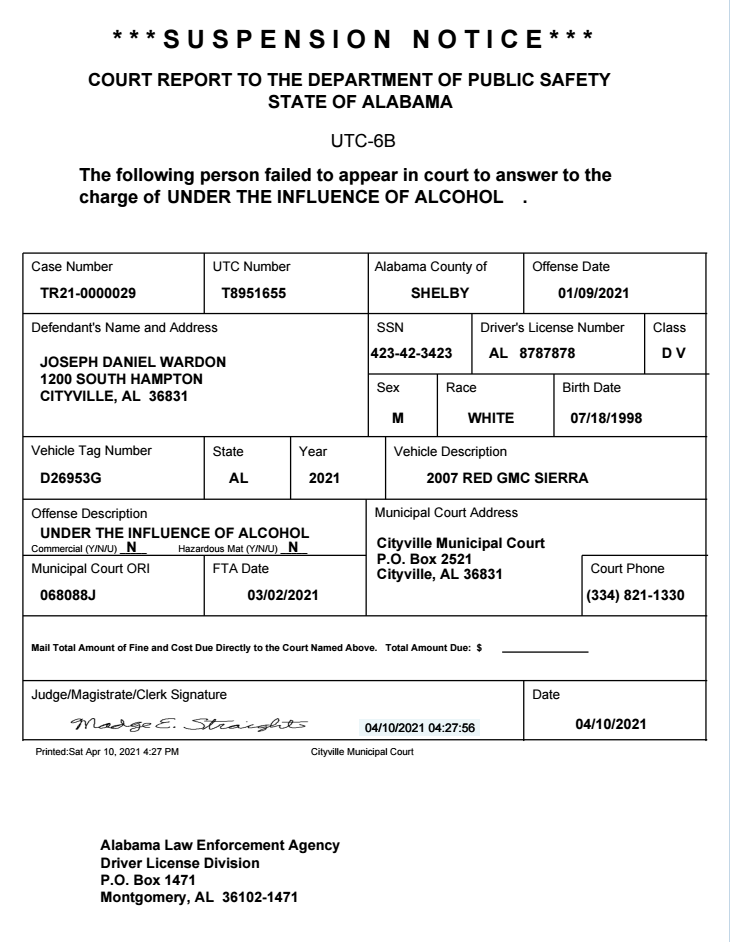 ***SUSPENSION NOTICE***
COURT REPORT TO THE DEPARTMENT OF PUBLIC SAFETY
STATE OF ALABAMA
UTC-6B
The following person failed to appear in court to answer to the
charge of UNDER THE INFLUENCE OF ALCOHOL .
Case Number UTC Number Alabama County of Offense Date
TR21-0000029 T8951655 SHELBY 01/09/2021
Defendant's Name and Address SSN Driver's License Number Class
JOSEPH DANIEL WARDON 423-42-3423 AL 8787878 D V
1200 SOUTH HAMPTON
CITYVILLE, AL 36831
Sex Race Birth Date
M WHITE 07/18/1998
Vehicle Tag Number State Year Vehicle Description
D26953G AL 2021 2007 RED GMC SIERRA
Offense Description
UNDER THE INFLUENCE OF ALCOHOL
Commercial (Y/N/U) N Hazardous Mat (Y/N/U) N
Municipal Court Address
Cityville Municipal Court
P.O. Box 2521
Cityville, AL 36831
Municipal Court ORI FTA Date Court Phone
068088J 03/02/2021 (334) 821-1330
Mail Total Amount of Fine and Cost Due Directly to the Court Named Above. Total Amount Due: $
Judge/Magistrate/Clerk Signature Date
Madge E. Straights 04/10/2021 04:27:56 04/10/2021
Printed:Sat Apr 10, 2021 4:27 PM Cityville Municipal Court
Alabama Law Enforcement Agency
Driver License Division
P.O. Box 1471
Montgomery, AL 36102-1471